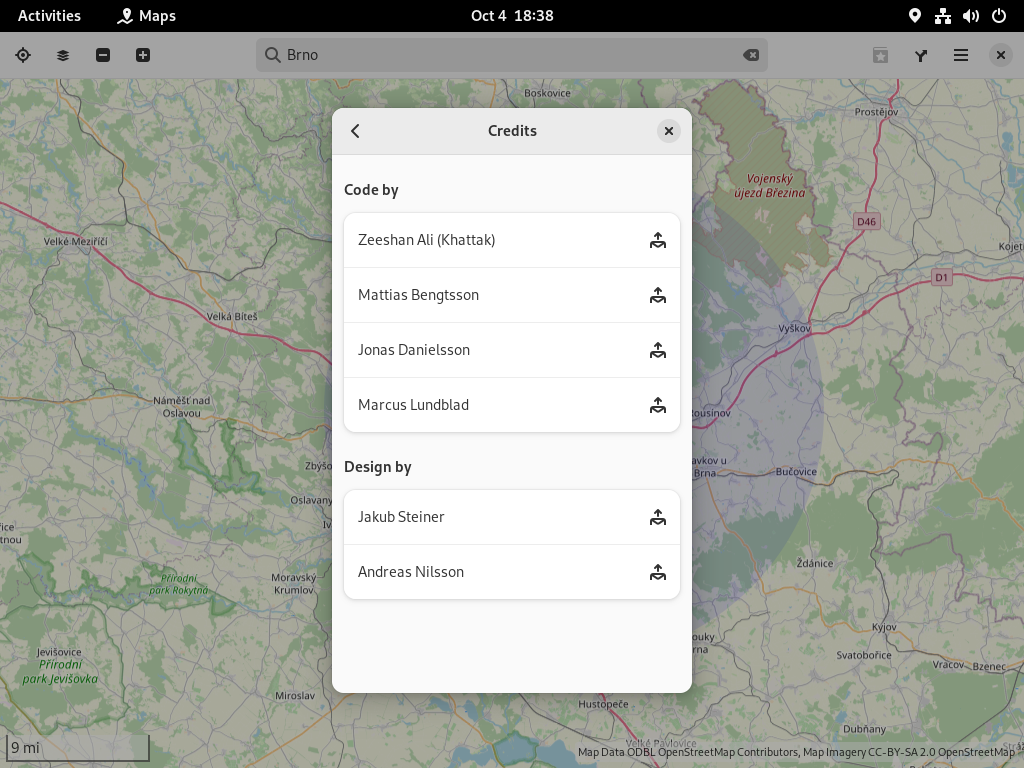 Activities
Maps
Oct 4 18:38
Brno
Boskovice
Prostějov
Credits
Vojenský
újezd Březina
Code by
D46
Velké Meziříčí
Zeeshan Ali (Khattak)
D1
Mattias Bengtsson
Velká Bíteš
Vyškov
Jonas Danielsson
Náměšť nad
Oslavou
Marcus Lundblad
Rousínov
Design by
Bučovice
Oslavany
Jakub Steiner
Ždánice
Andreas Nilsson
Přírodní
park Rokytná
Moravský
Krumlov
Kyjov
Jevišovice
Přírodní
park Jevišovka
Svatobořice
Vracov
Bzenec
Miroslav
Hustopeče
Dubňany
Velké Pavlovice
9 mi
Map Data ODBL OpenStreetMap Contributors, Map Imagery CC-BY-SA 2.0 OpenStreetMap